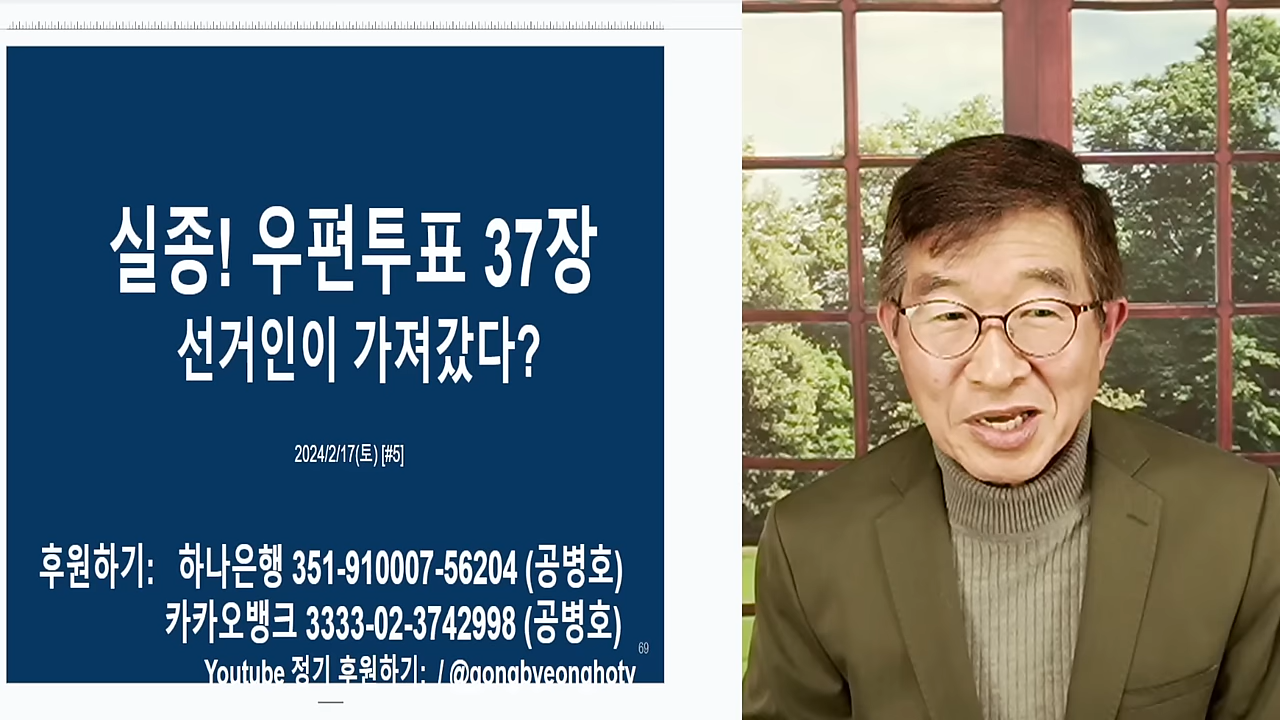 실종! 우편투표 37장
선거인이 가져갔다?
2024/2/17(토) [#5]
후원하기: 하나은행 351-910007-56204 (공병호)
카카오뱅크 3333-02-3742998 (공병호)
69
Youtube 정기 후원하기: / @gongbyeonghotv